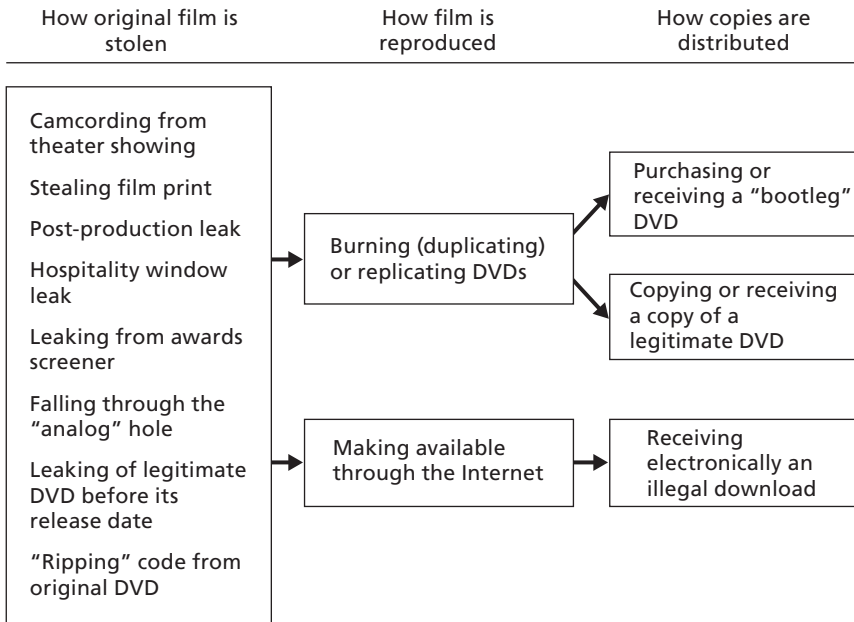 How original film is
stolen
How film is
reproduced
How copies are
distributed
Camcording from
theater showing
Stealing film print
Post-production leak
Hospitality window
leak
Leaking from awards
screener
Falling through the
“analog” hole
Leaking of legitimate
DVD before its
release date
“Ripping” code from
original DVD
Burning (duplicating)
or replicating DVDs
Making available
through the Internet
Purchasing or
receiving a “bootleg”
DVD
Copying or receiving
a copy of a
legitimate DVD
Receiving
electronically an
illegal download